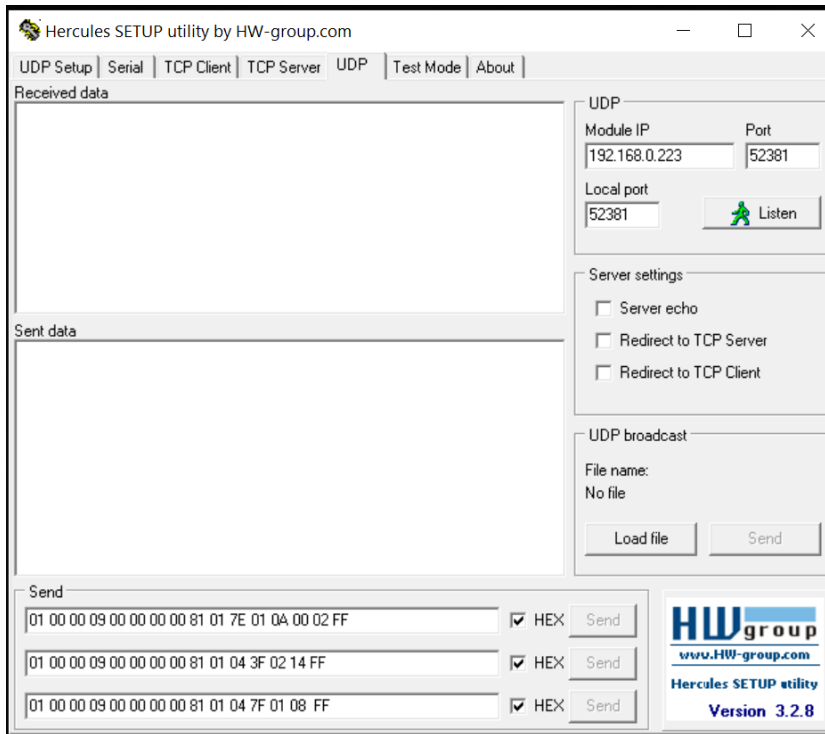 Hercules SETUP utility by HW-group.com
UDP Setup Serial TCP Client TCP Server UDP Test Mode About
Received data
UDP
Module IP Port
192.168.0.223 52381
Local port
52381 Listen
Server settings
Server echo
Redirect to TCP Server
Redirect to TCP Client
Sent data
UDP broadcast
File name:
No file
Load file Send
Send
01 00 00 09 00 00 00 00 81 01 7E 01 0A 00 02 FF HEX Send
01 00 00 09 00 00 00 00 81 01 04 3F 02 14 FF HEX Send
01 00 00 09 00 00 00 00 81 01 04 7F 01 08 FF HEX Send
HW group
www.HW-group.com
Hercules SETUP utility
Version 3.2.8